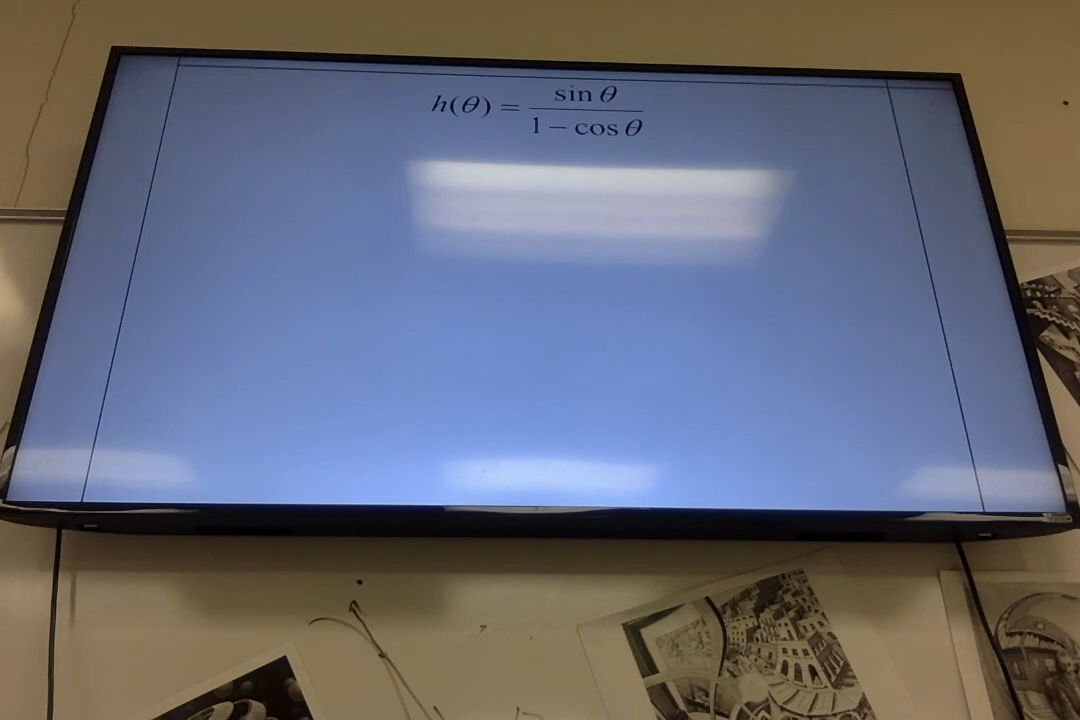 h(θ) = sin θ / 1 − cos θ